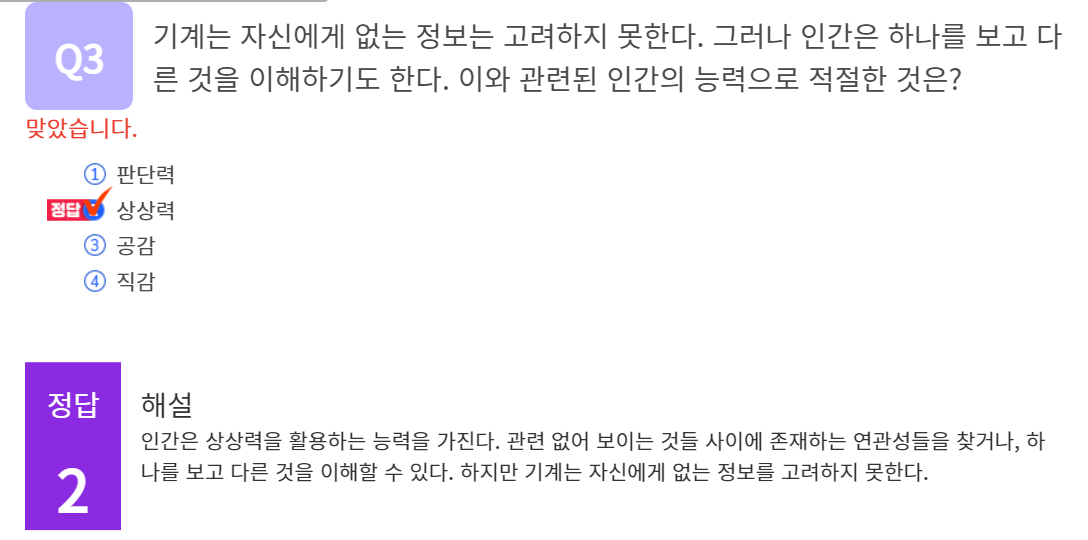 Q3
기계는 자신에게 없는 정보는 고려하지 못한다. 그러나 인간은 하나를 보고 다
른 것을 이해하기도 한다. 이와 관련된 인간의 능력으로 적절한 것은?
맞았습니다.
① 판단력
정답 상상력
③ 공감
④ 직감
정답
2
해설
인간은 상상력을 활용하는 능력을 가진다. 관련 없어 보이는 것들 사이에 존재하는 연관성들을 찾거나, 하
나를 보고 다른 것을 이해할 수 있다. 하지만 기계는 자신에게 없는 정보를 고려하지 못한다.